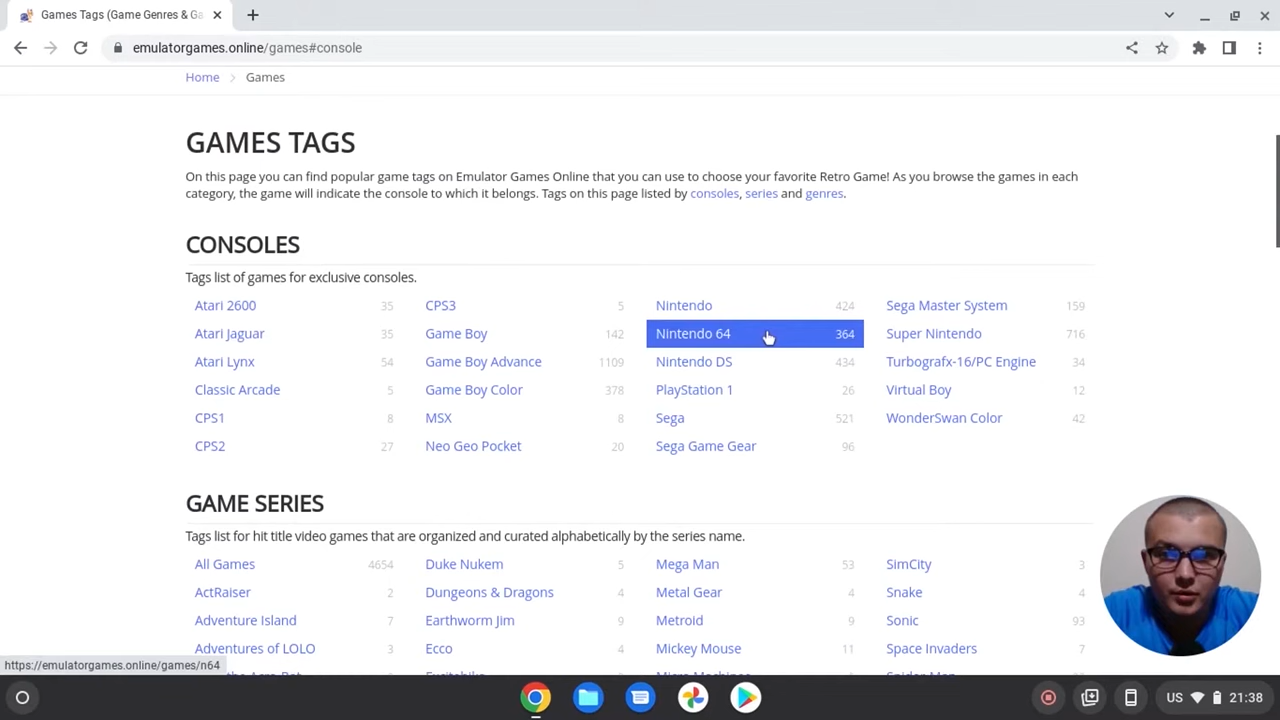 Games Tags (Game Genres & Ga
emulatorgames.online/games#console
Home > Games
GAMES TAGS
On this page you can find popular game tags on Emulator Games Online that you can use to choose your favorite Retro Game! As you browse the games in each
category, the game will indicate the console to which it belongs. Tags on this page listed by consoles, series and genres.
CONSOLES
Tags list of games for exclusive consoles.
Atari 2600 35 CPS3 5 Nintendo 424 Sega Master System 159
Atari Jaguar 35 Game Boy 142 Nintendo 64 364 Super Nintendo 716
Atari Lynx 54 Game Boy Advance 1109 Nintendo DS 434 Turbografx-16/PC Engine 34
Classic Arcade 5 Game Boy Color 378 PlayStation 1 26 Virtual Boy 12
CPS1 8 MSX 8 Sega 521 WonderSwan Color 42
CPS2 27 Neo Geo Pocket 20 Sega Game Gear 96
GAME SERIES
Tags list for hit title video games that are organized and curated alphabetically by the series name.
All Games 4654 Duke Nukem 5 Mega Man 53 SimCity 3
ActRaiser 2 Dungeons & Dragons 4 Metal Gear 4 Snake 4
Adventure Island 7 Earthworm Jim 9 Metroid 9 Sonic 93
Adventures of LOLO 3 Ecco 4 Mickey Mouse 11 Space Invaders 7
https://emulatorgames.online/games/n64
US 21:38